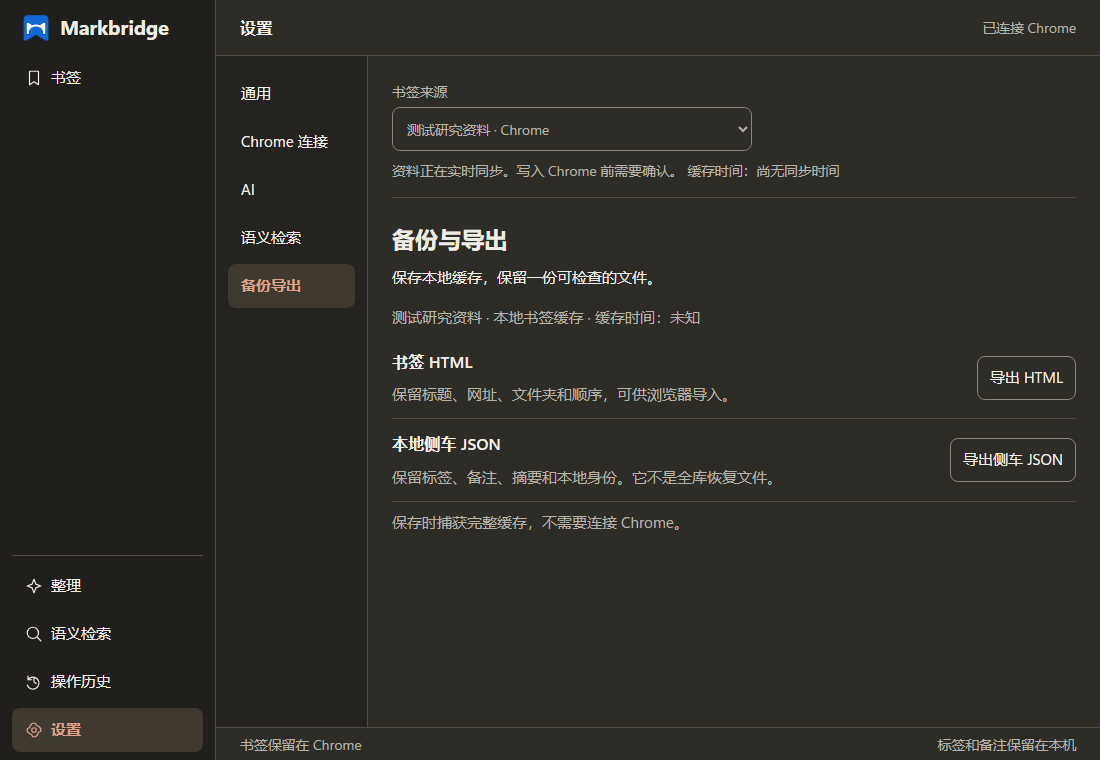 Markbridge
书签
整理
语义检索
操作历史
设置
设置
已连接 Chrome
通用
Chrome 连接
AI
语义检索
备份导出
书签来源
测试研究资料 · Chrome
资料正在实时同步。写入 Chrome 前需要确认。 缓存时间：尚无同步时间
备份与导出
保存本地缓存，保留一份可检查的文件。
测试研究资料 · 本地书签缓存 · 缓存时间：未知
书签 HTML
保留标题、网址、文件夹和顺序，可供浏览器导入。
导出 HTML
本地侧车 JSON
保留标签、备注、摘要和本地身份。它不是全库恢复文件。
导出侧车 JSON
保存时捕获完整缓存，不需要连接 Chrome。
书签保留在 Chrome
标签和备注保留在本机